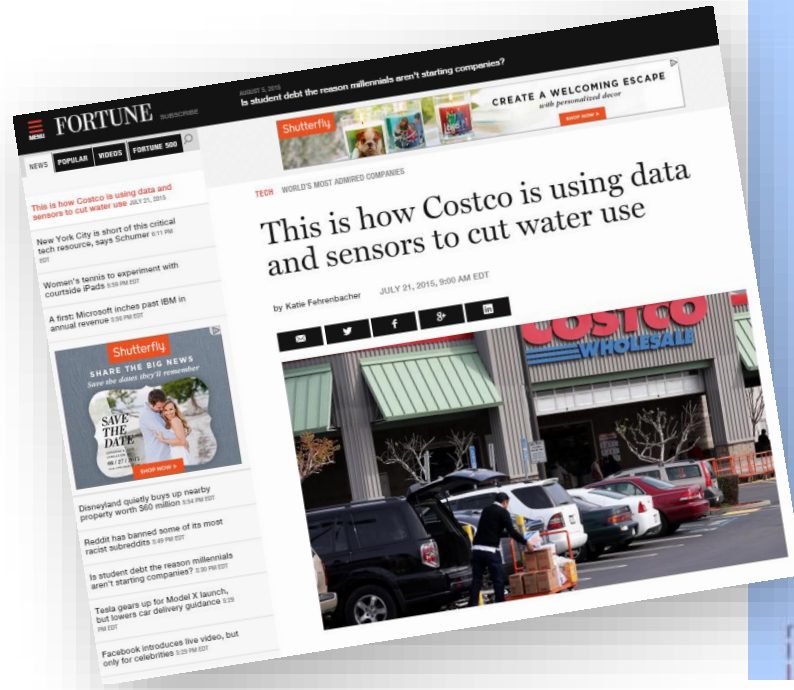 AUGUST 5, 2015
Is student debt the reason millennials aren't starting companies?
MENU
FORTUNE
SUBSCRIBE
NEWS
POPULAR
VIDEOS
FORTUNE 500
Shutterfly
CREATE A WELCOMING ESCAPE
with personalized decor
SHOP NOW >
This is how Costco is using data and
sensors to cut water use JULY 21, 2015
New York City is short of this critical
tech resource, says Schumer 6:11 PM
EDT
Women's tennis to experiment with
courtside iPads 5:59 PM EDT
A first: Microsoft inches past IBM in
annual revenue 5:56 PM EDT
Shutterfly
SHARE THE BIG NEWS
Save the dates they'll remember
SAVE
THE
DATE
SHOP NOW >
Disneyland quietly buys up nearby
property worth $60 million 5:54 PM EDT
Reddit has banned some of its most
racist subreddits 5:49 PM EDT
Is student debt the reason millennials
aren't starting companies? 5:30 PM EDT
Tesla gears up for Model X launch,
but lowers car delivery guidance 5:29
PM EDT
Facebook introduces live video, but
only for celebrities 5:29 PM EDT
TECH WORLD'S MOST ADMIRED COMPANIES
This is how Costco is using data
and sensors to cut water use
by Katie Fehrenbacher JULY 21, 2015, 9:00 AM EDT
f
g+
in
COSTCO
WHOLESALE